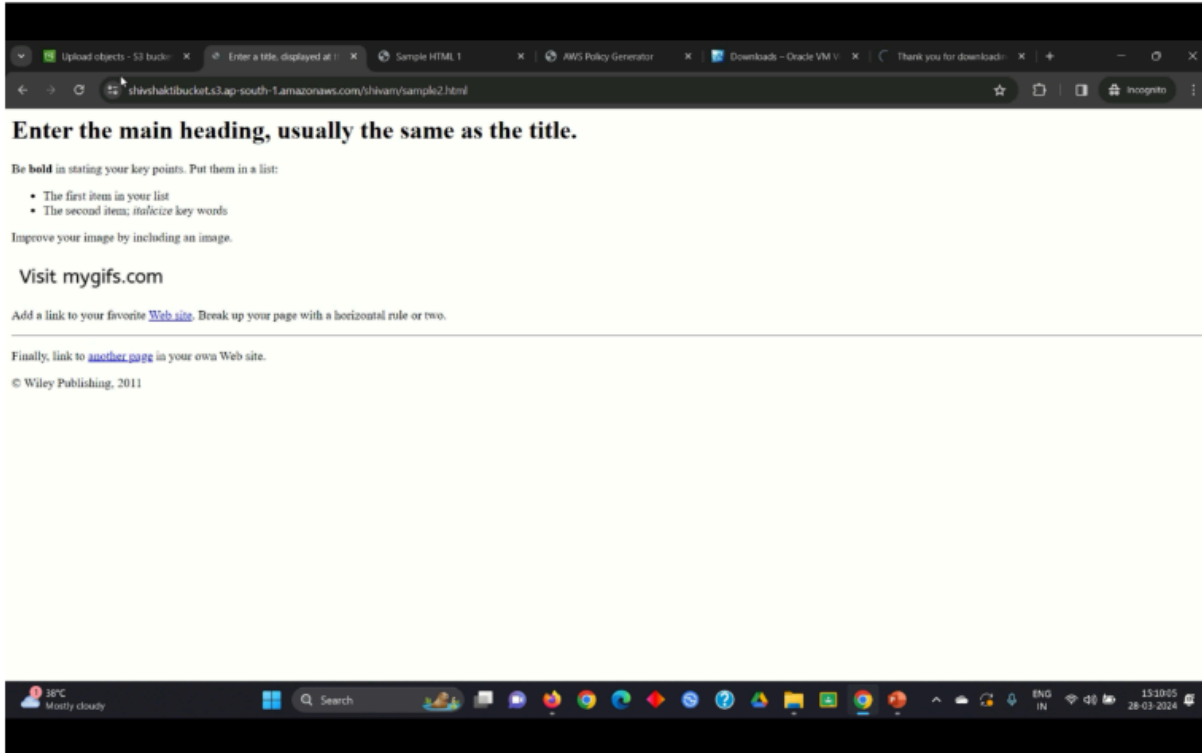 Upload objects - S3 bucke
Enter a title, displayed at t
Sample HTML 1
AWS Policy Generator
Downloads – Oracle VM V
Thank you for downloadin
shivshaktibucket.s3.ap-south-1.amazonaws.com/shivam/sample2.html
Incognito
Enter the main heading, usually the same as the title.
Be bold in stating your key points. Put them in a list:
• The first item in your list
• The second item; italicize key words
Improve your image by including an image.
Visit mygifs.com
Add a link to your favorite Web site. Break up your page with a horizontal rule or two.
Finally, link to another page in your own Web site.
© Wiley Publishing, 2011
1
38°C
Mostly cloudy
Search
ENG
IN
15:10:05
28-03-2024